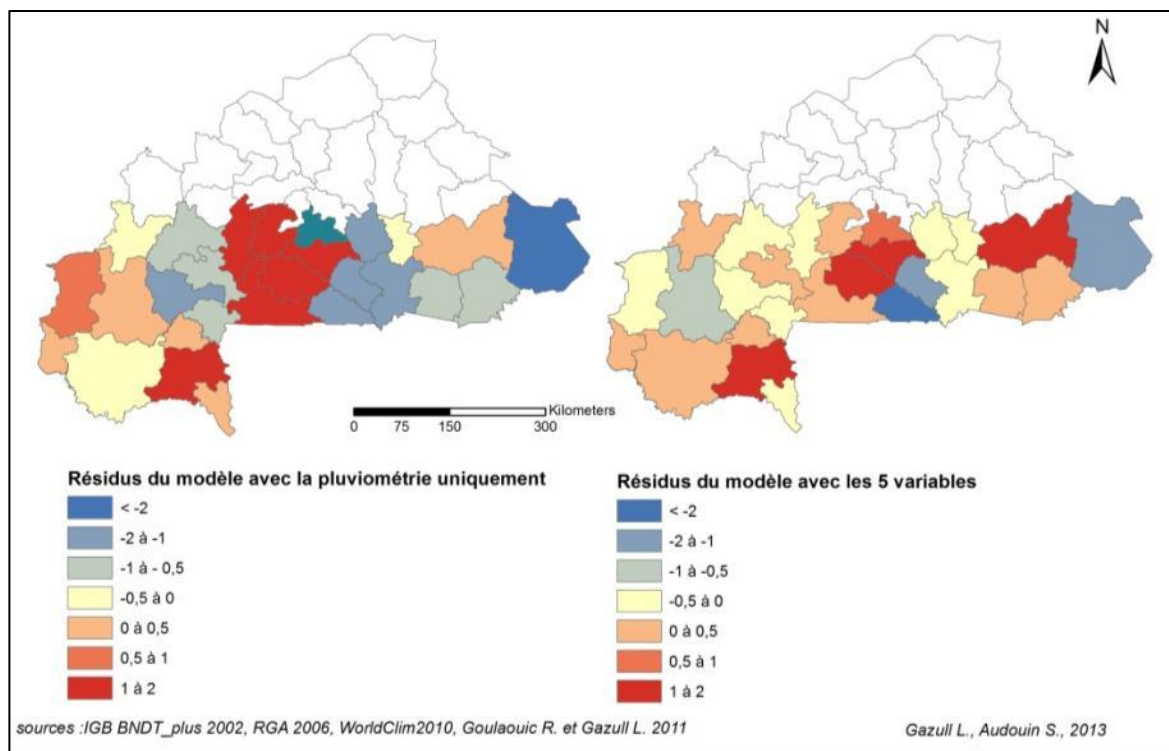 N
Kilometers
0 75 150 300
Résidus du modèle avec la pluviométrie uniquement
< -2
-2 à -1
-1 à - 0,5
-0,5 à 0
0 à 0,5
0,5 à 1
1 à 2
Résidus du modèle avec les 5 variables
< -2
-2 à -1
-1 à -0,5
-0,5 à 0
0 à 0,5
0,5 à 1
1 à 2
sources :IGB BNDT_plus 2002, RGA 2006, WorldClim2010, Goulaouic R. et Gazull L. 2011
Gazull L., Audouin S., 2013